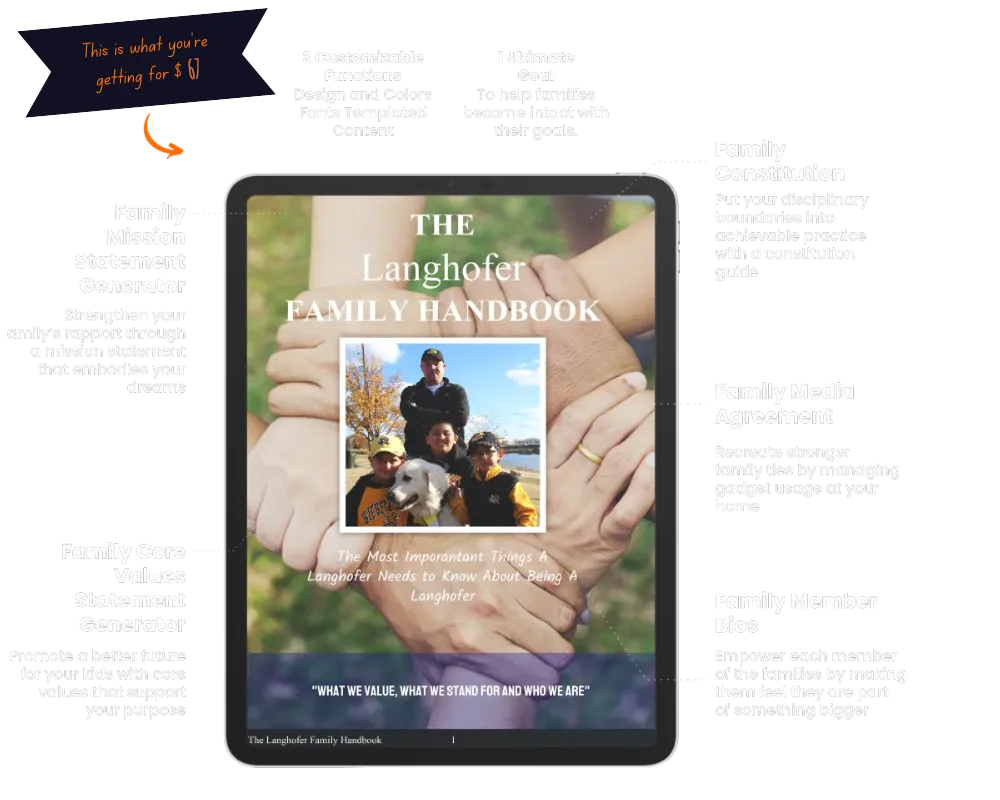 This is what you're
getting for $ 67
3 Customizable
Functions
Design and Colors
Fonts Templated
Content
1 Ultimate
Goal
To help families
become intact with
their goals.
Family
Constitution
Put your disciplinary
boundaries into
achievable practice
with a constitution
guide
Family
Mission
Statement
Generator
Strengthen your
amily's rapport through
a mission statement
that embodies your
dreams
THE
Langhofer
FAMILY HANDBOOK
Family Media
Agreement
Recreate stronger
family ties by managing
gadget usage at your
home
The Most Imporantant Things A
Langhofer Needs to Know About Being A
Langhofer
Family Core
Values
Statement
Generator
Promote a better future
for your kids with core
values that support
your purpose
Family Member
Bios
Empower each member
of the families by making
them feel they are part
of something bigger
"WHAT WE VALUE, WHAT WE STAND FOR AND WHO WE ARE"
The Langhofer Family Handbook 1